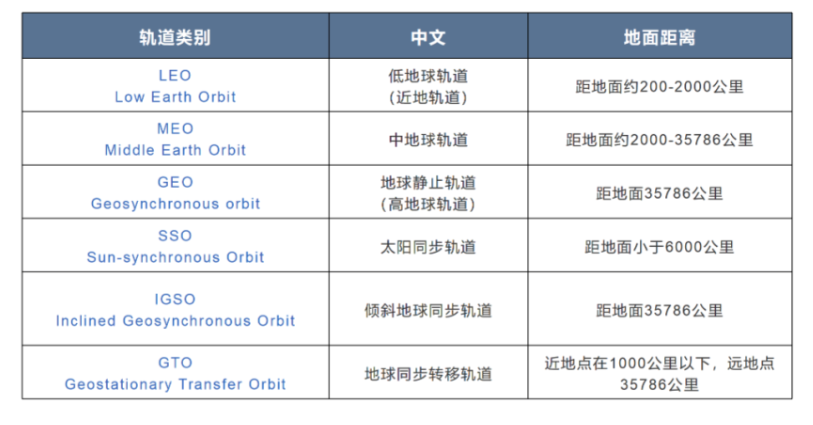 轨道类别 中文 地面距离
LEO
Low Earth Orbit
低地球轨道
(近地轨道)
距地面约200-2000公里
MEO
Middle Earth Orbit
中地球轨道
距地面约2000-35786公里
GEO
Geosynchronous orbit
地球静止轨道
(高地球轨道)
距地面35786公里
SSO
Sun-synchronous Orbit
太阳同步轨道
距地面小于6000公里
IGSO
Inclined Geosynchronous Orbit
倾斜地球同步轨道
距地面35786公里
GTO
Geostationary Transfer Orbit
地球同步转移轨道
近地点在1000公里以下，远地点
35786公里